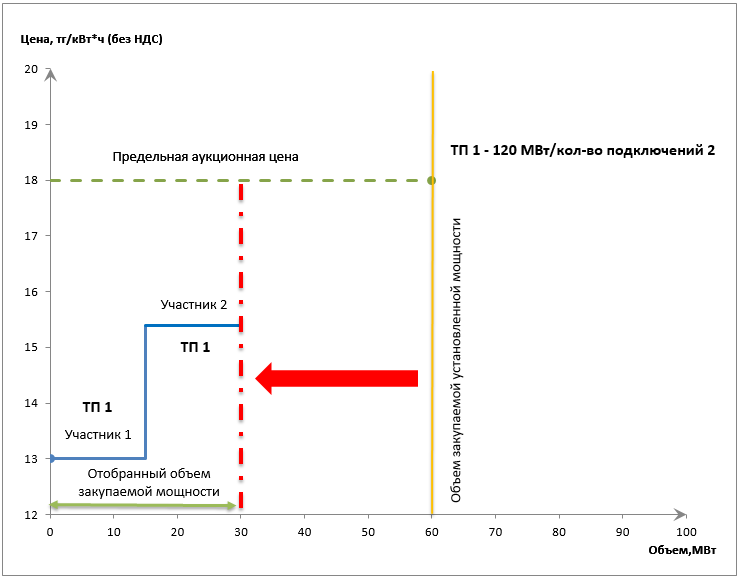 Цена, тг/кВт*ч (без НДС)
20
19
ТП 1 - 120 МВт/кол-во подключений 2
Предельная аукционная цена
18
17
16
Участник 2
ТП 1
15
14
ТП 1
Участник 1
13
Отобранный объем
закупаемой мощности
12
Объем закупаемой установленной мощности
0 10 20 30 40 50 60 70 80 90 100
Объем,МВт